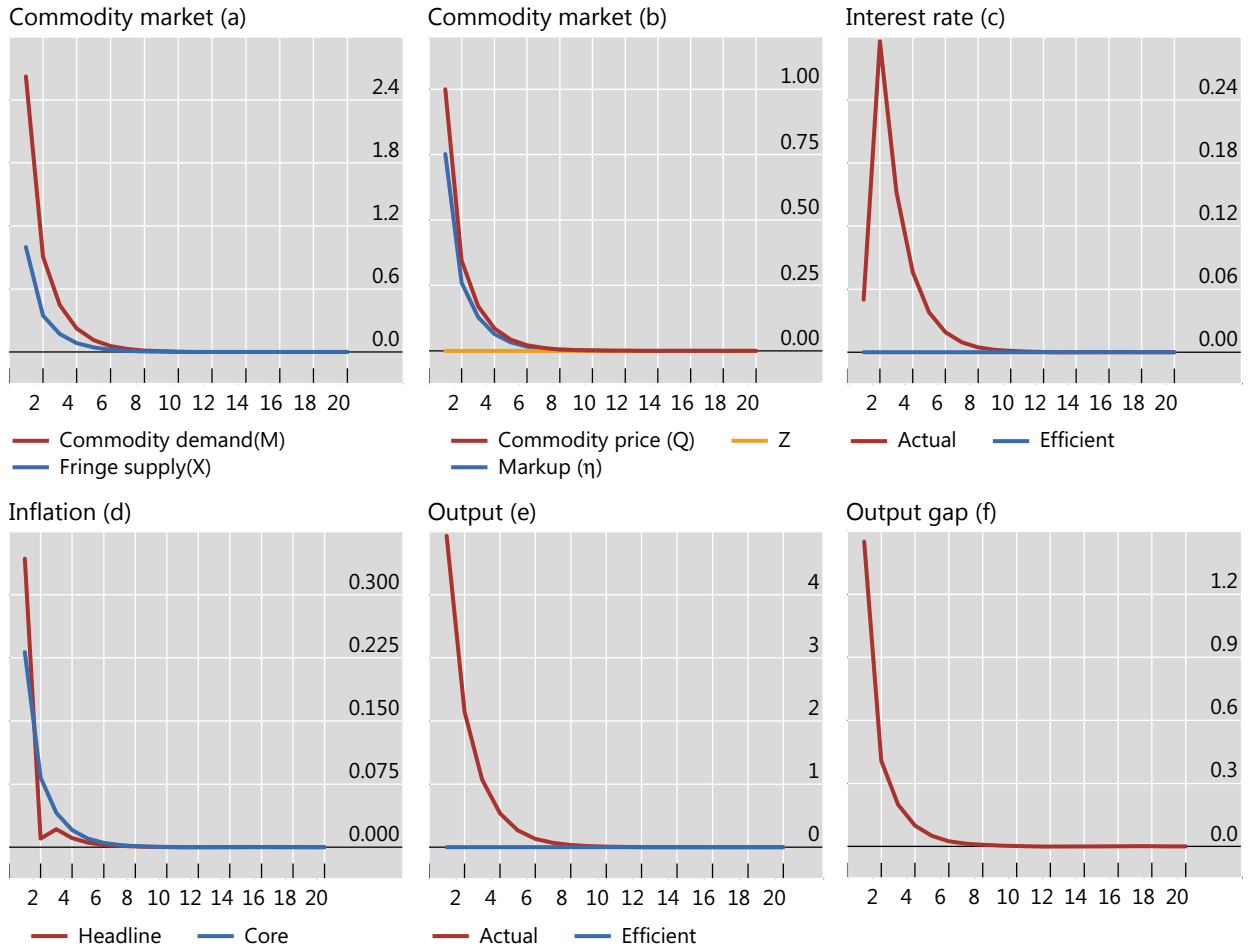 Commodity market (a)
2.4
1.8
1.2
0.6
0.0
2 4 6 8 10 12 14 16 18 20
Commodity demand(M)
Fringe supply(X)
Commodity market (b)
1.00
0.75
0.50
0.25
0.00
2 4 6 8 10 12 14 16 18 20
Commodity price (Q) Z
Markup (η)
Interest rate (c)
0.24
0.18
0.12
0.06
0.00
2 4 6 8 10 12 14 16 18 20
Actual Efficient
Inflation (d)
0.300
0.225
0.150
0.075
0.000
2 4 6 8 10 12 14 16 18 20
Headline Core
Output (e)
4
3
2
1
0
2 4 6 8 10 12 14 16 18 20
Actual Efficient
Output gap (f)
1.2
0.9
0.6
0.3
0.0
2 4 6 8 10 12 14 16 18 20